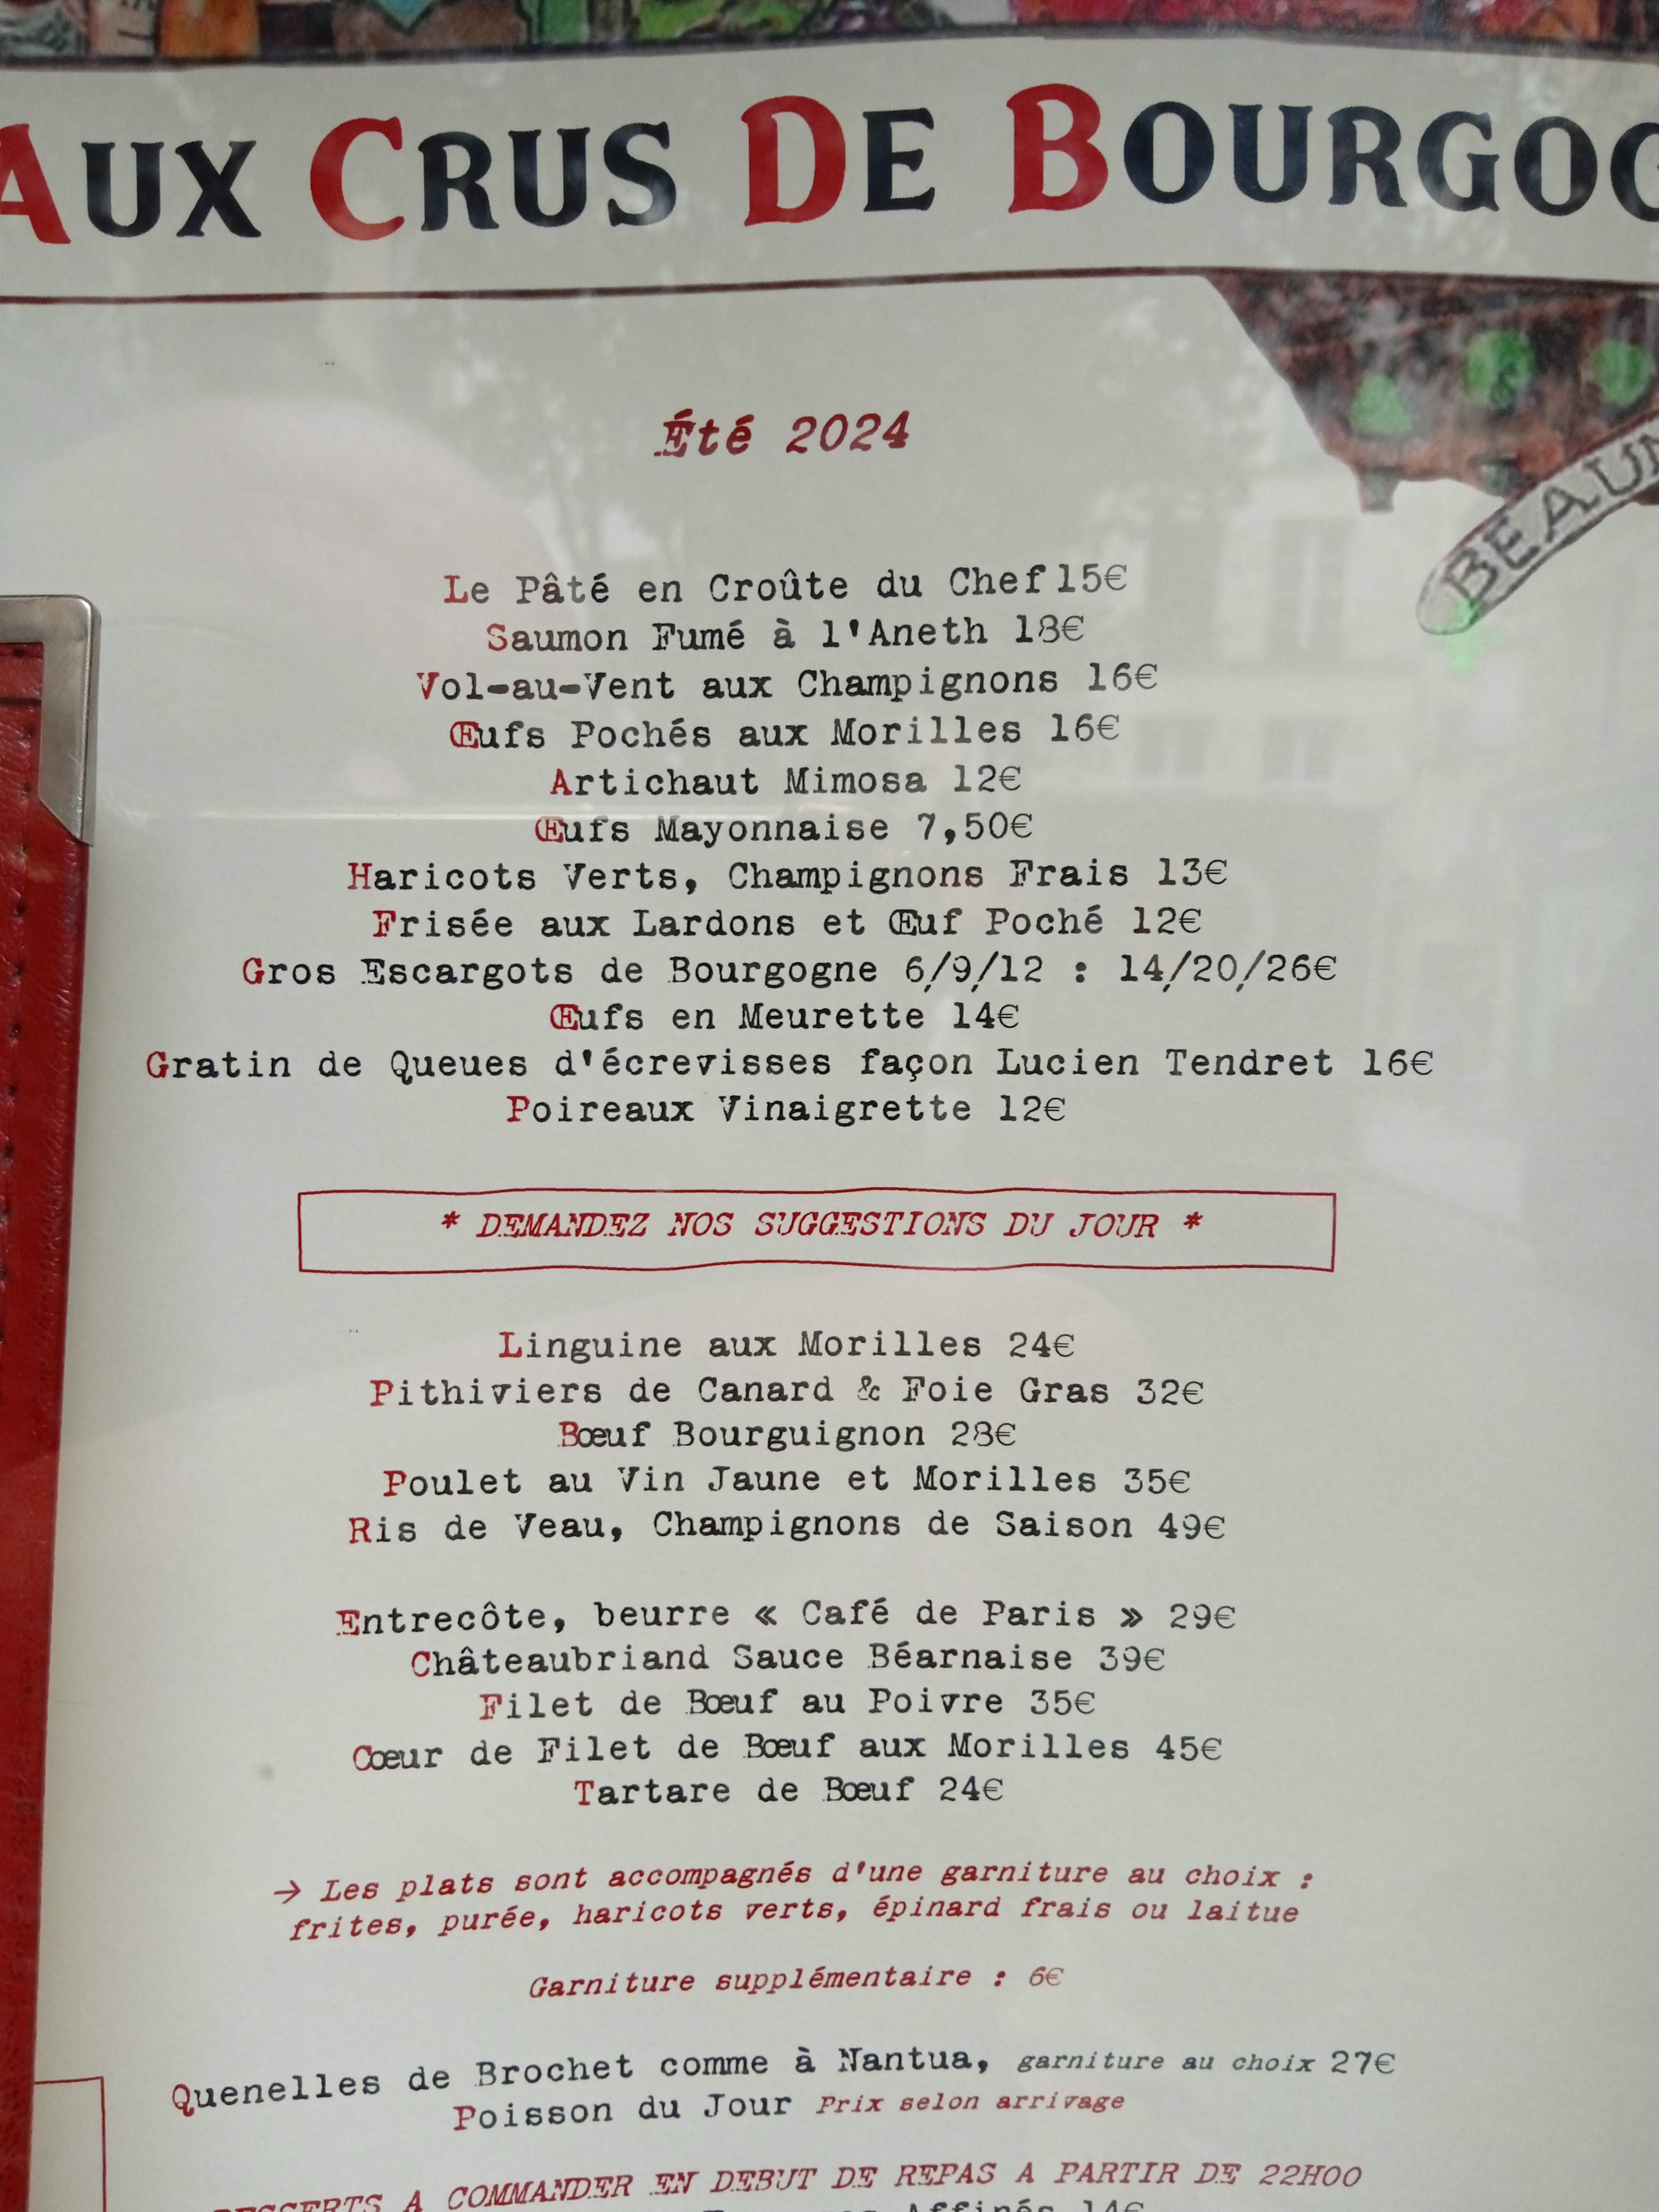 AUX CRUS DE BOURGOG
Été 2024
BEAUN
Le Pâté en Croûte du Chef 15€
Saumon Fumé à l'Aneth 18€
Vol-au-Vent aux Champignons 16€
Œufs Pochés aux Morilles 16€
Artichaut Mimosa 12€
Œufs Mayonnaise 7,50€
Haricots Verts, Champignons Frais 13€
Frisée aux Lardons et Œuf Poché 12€
Gros Escargots de Bourgogne 6/9/12 : 14/20/26€
Œufs en Meurette 14€
Gratin de Queues d'écrevisses façon Lucien Tendret 16€
Poireaux Vinaigrette 12€
* DEMANDEZ NOS SUGGESTIONS DU JOUR *
Linguine aux Morilles 24€
Pithiviers de Canard & Foie Gras 32€
Bœuf Bourguignon 28€
Poulet au Vin Jaune et Morilles 35€
Ris de Veau, Champignons de Saison 49€
Entrecôte, beurre « Café de Paris » 29€
Châteaubriand Sauce Béarnaise 39€
Filet de Bœuf au Poivre 35€
Cœur de Filet de Bœuf aux Morilles 45€
Tartare de Bœuf 24€
→ Les plats sont accompagnés d'une garniture au choix :
frites, purée, haricots verts, épinard frais ou laitue
Garniture supplémentaire : 6€
Quenelles de Brochet comme à Nantua, garniture au choix 27€
Poisson du Jour Prix selon arrivage
DESSERTS A COMMANDER EN DEBUT DE REPAS A PARTIR DE 22H00
Affinés 14€